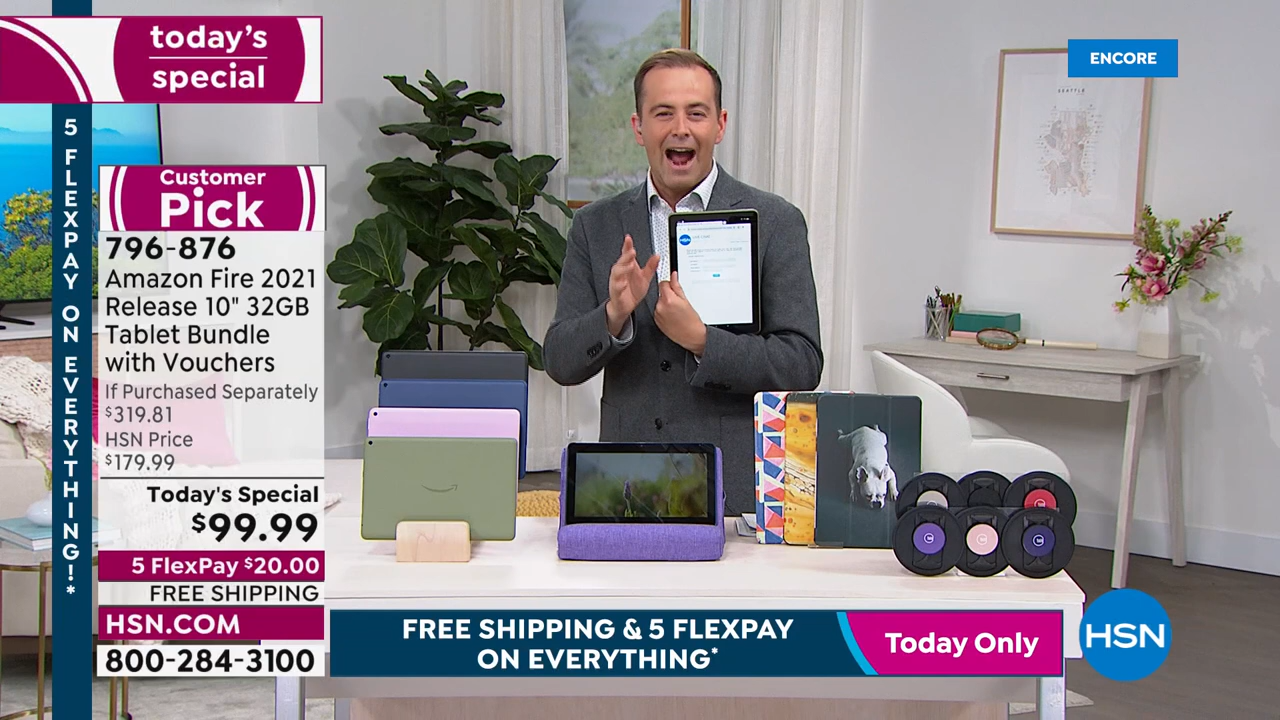 today's
special
ENCORE
5 FLEXPAY ON EVERYTHING!*
Customer
Pick
796-876
Amazon Fire 2021
Release 10" 32GB
Tablet Bundle
with Vouchers
If Purchased Separately
$319.81
HSN Price
$179.99
Today's Special
$99.99
5 FlexPay $20.00
FREE SHIPPING
HSN.COM
800-284-3100
SEATTLE
HSN
FREE SHIPPING & 5 FLEXPAY
ON EVERYTHING*
Today Only
HSN